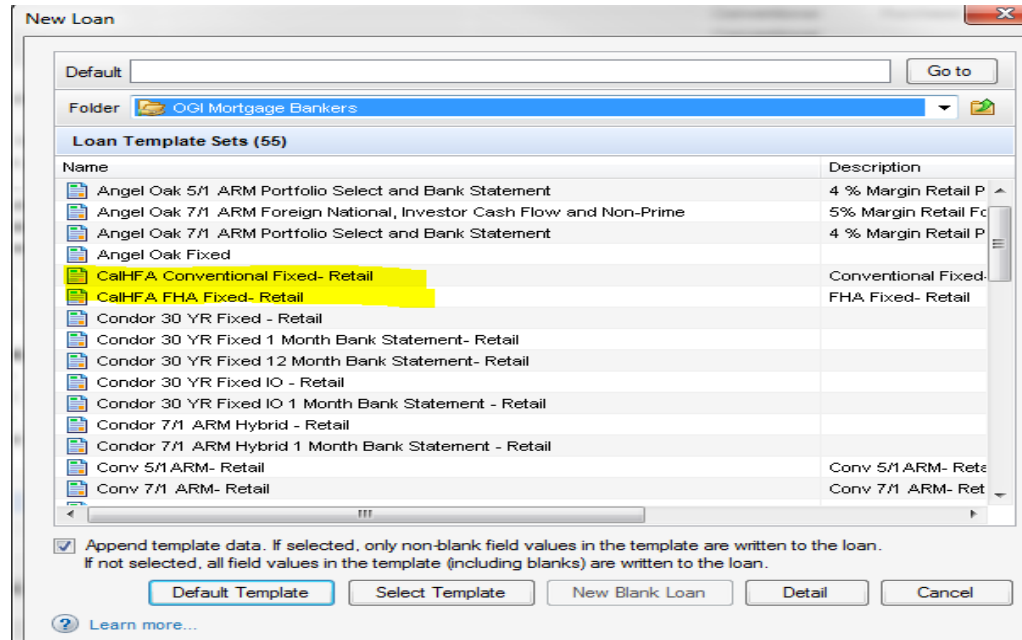 New Loan
Default
Go to
Folder OGI Mortgage Bankers
Loan Template Sets (55)
Name Description
Angel Oak 5/1 ARM Portfolio Select and Bank Statement 4 % Margin Retail P
Angel Oak 7/1 ARM Foreign National, Investor Cash Flow and Non-Prime 5% Margin Retail Fo
Angel Oak 7/1 ARM Portfolio Select and Bank Statement 4 % Margin Retail P
Angel Oak Fixed
CalHFA Conventional Fixed- Retail Conventional Fixed-
CalHFA FHA Fixed- Retail FHA Fixed- Retail
Condor 30 YR Fixed - Retail
Condor 30 YR Fixed 1 Month Bank Statement- Retail
Condor 30 YR Fixed 12 Month Bank Statement- Retail
Condor 30 YR Fixed IO - Retail
Condor 30 YR Fixed IO 1 Month Bank Statement - Retail
Condor 7/1 ARM Hybrid - Retail
Condor 7/1 ARM Hybrid 1 Month Bank Statement - Retail
Conv 5/1 ARM- Retail Conv 5/1 ARM- Reta
Conv 7/1 ARM- Retail Conv 7/1 ARM- Ret
Append template data. If selected, only non-blank field values in the template are written to the loan.
If not selected, all field values in the template (including blanks) are written to the loan.
Default Template Select Template New Blank Loan Detail Cancel
Learn more...